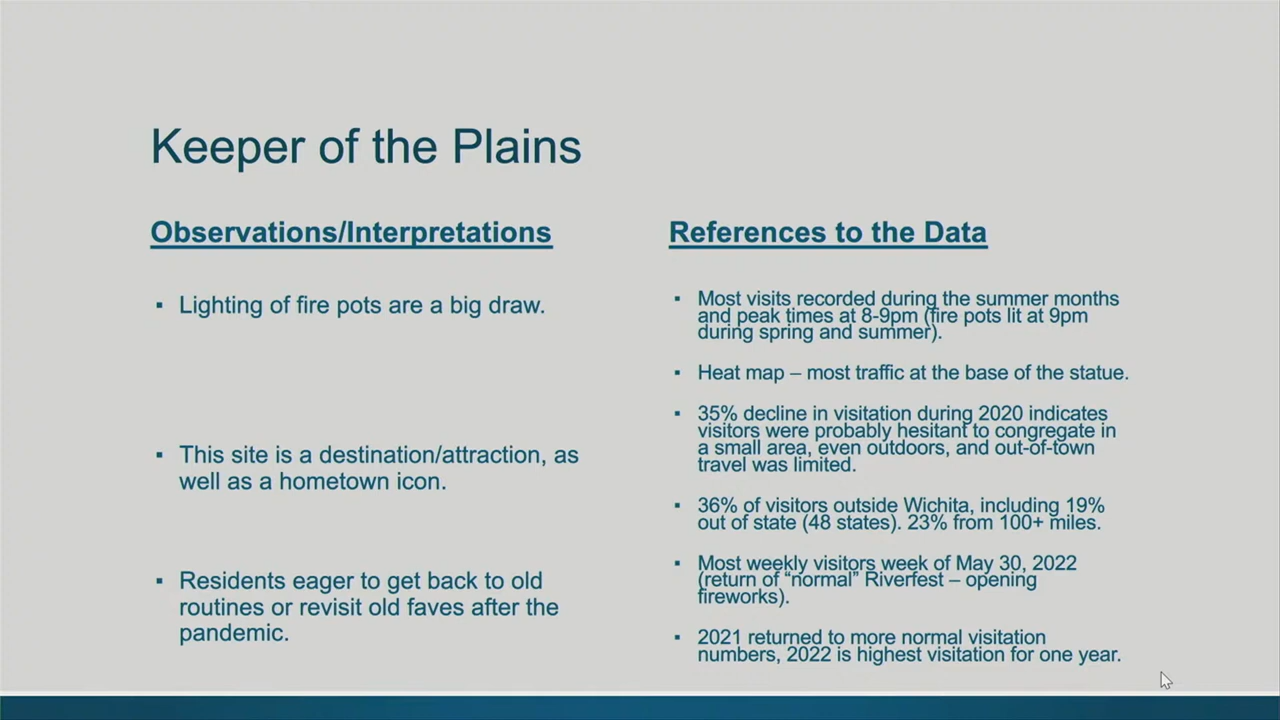 Keeper of the Plains
Observations/Interpretations
▪ Lighting of fire pots are a big draw.
▪ This site is a destination/attraction, as
well as a hometown icon.
▪ Residents eager to get back to old
routines or revisit old faves after the
pandemic.
References to the Data
▪ Most visits recorded during the summer months
and peak times at 8-9pm (fire pots lit at 9pm
during spring and summer).
▪ Heat map – most traffic at the base of the statue.
▪ 35% decline in visitation during 2020 indicates
visitors were probably hesitant to congregate in
a small area, even outdoors, and out-of-town
travel was limited.
▪ 36% of visitors outside Wichita, including 19%
out of state (48 states). 23% from 100+ miles.
▪ Most weekly visitors week of May 30, 2022
(return of “normal” Riverfest – opening
fireworks).
▪ 2021 returned to more normal visitation
numbers, 2022 is highest visitation for one year.